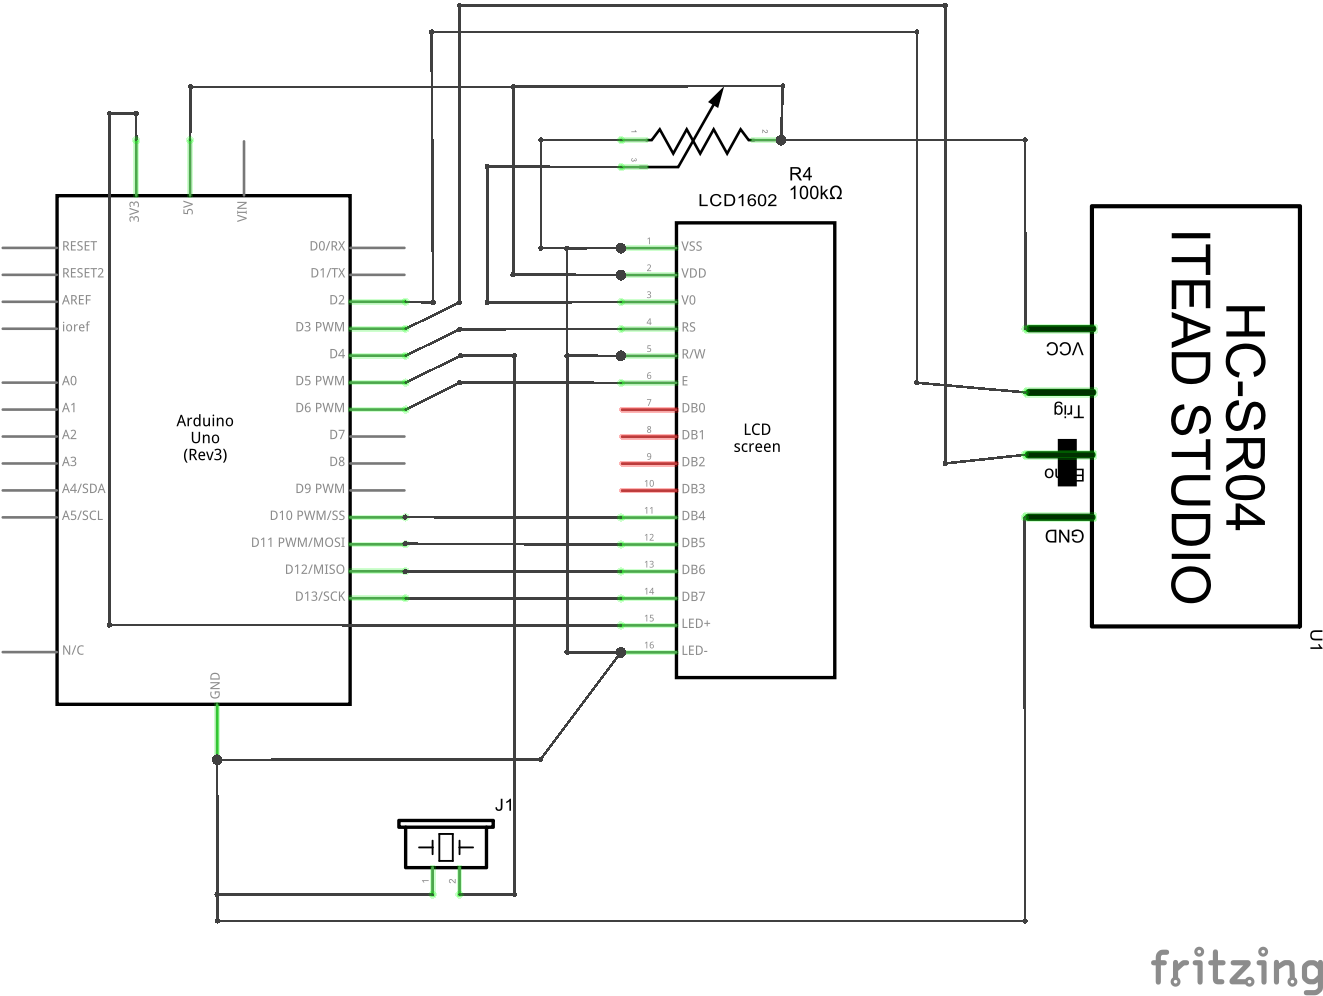 3V3
5V
VIN
RESET
RESET2
AREF
ioref
A0
A1
A2
A3
A4/SDA
A5/SCL
N/C
GND
Arduino
Uno
(Rev3)
D0/RX
D1/TX
D2
D3 PWM
D4
D5 PWM
D6 PWM
D7
D8
D9 PWM
D10 PWM/SS
D11 PWM/MOSI
D12/MISO
D13/SCK
1
2
3
R4
100kΩ
LCD1602
1 VSS
2 VDD
3 V0
4 RS
5 R/W
6 E
7 DB0
8 DB1
9 DB2
10 DB3
11 DB4
12 DB5
13 DB6
14 DB7
15 LED+
16 LED-
LCD
screen
VCC
Trig
GND
HC-SR04
ITEAD STUDIO
U1
J1
1
2
fritzing